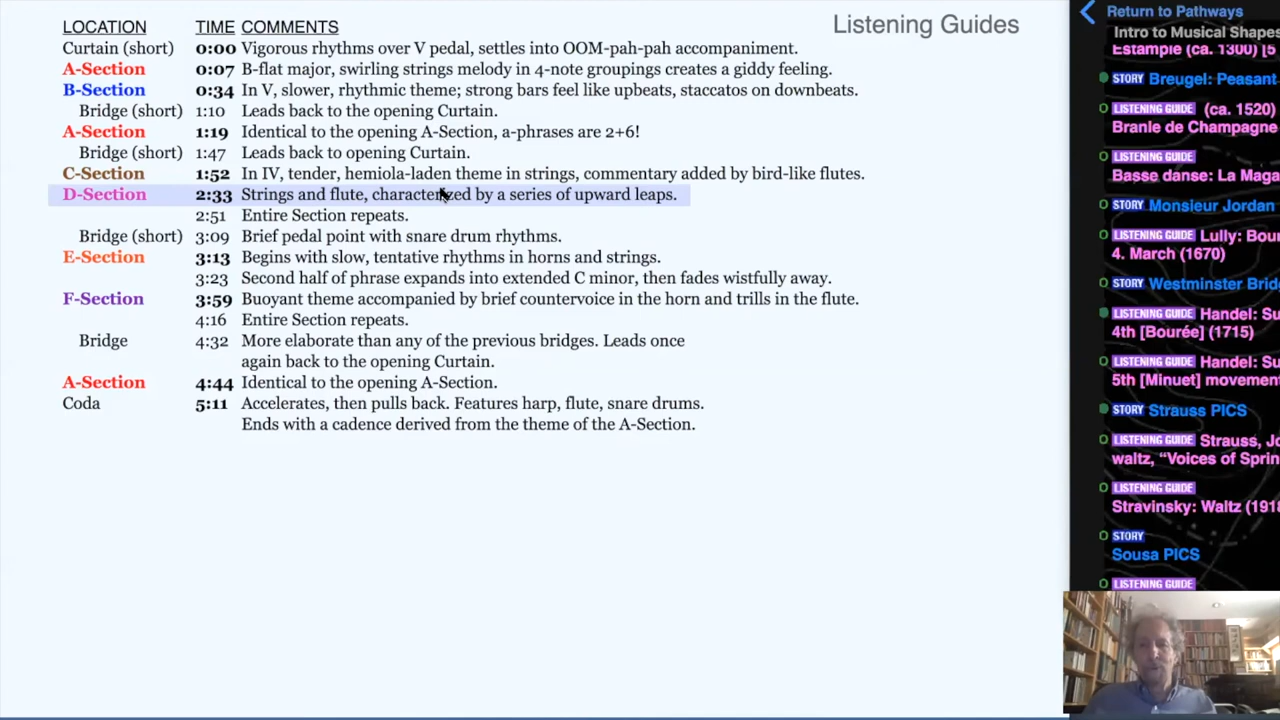 LOCATION TIME COMMENTS
Curtain (short) 0:00 Vigorous rhythms over V pedal, settles into OOM-pah-pah accompaniment.
A-Section 0:07 B-flat major, swirling strings melody in 4-note groupings creates a giddy feeling.
B-Section 0:34 In V, slower, rhythmic theme; strong bars feel like upbeats, staccatos on downbeats.
Bridge (short) 1:10 Leads back to the opening Curtain.
A-Section 1:19 Identical to the opening A-Section, a-phrases are 2+6!
Bridge (short) 1:47 Leads back to opening Curtain.
C-Section 1:52 In IV, tender, hemiola-laden theme in strings, commentary added by bird-like flutes.
D-Section 2:33 Strings and flute, characterized by a series of upward leaps.
2:51 Entire Section repeats.
Bridge (short) 3:09 Brief pedal point with snare drum rhythms.
E-Section 3:13 Begins with slow, tentative rhythms in horns and strings.
3:23 Second half of phrase expands into extended C minor, then fades wistfully away.
F-Section 3:59 Buoyant theme accompanied by brief countervoice in the horn and trills in the flute.
4:16 Entire Section repeats.
Bridge 4:32 More elaborate than any of the previous bridges. Leads once
again back to the opening Curtain.
A-Section 4:44 Identical to the opening A-Section.
Coda 5:11 Accelerates, then pulls back. Features harp, flute, snare drums.
Ends with a cadence derived from the theme of the A-Section.
Listening Guides
Return to Pathways
Intro to Musical Shapes
Estampie (ca. 1300) [5
STORY Breugel: Peasant
LISTENING GUIDE (ca. 1520)
Branle de Champagne
LISTENING GUIDE
Basse danse: La Maga
STORY Monsieur Jordan
LISTENING GUIDE Lully: Bour
4. March (1670)
STORY Westminster Brid
LISTENING GUIDE Handel: Su
4th [Bourée] (1715)
LISTENING GUIDE Handel: Su
5th [Minuet] movemen
STORY Strauss PICS
LISTENING GUIDE Strauss, Jo
waltz, “Voices of Sprin
LISTENING GUIDE
Stravinsky: Waltz (191
STORY
Sousa PICS
LISTENING GUIDE